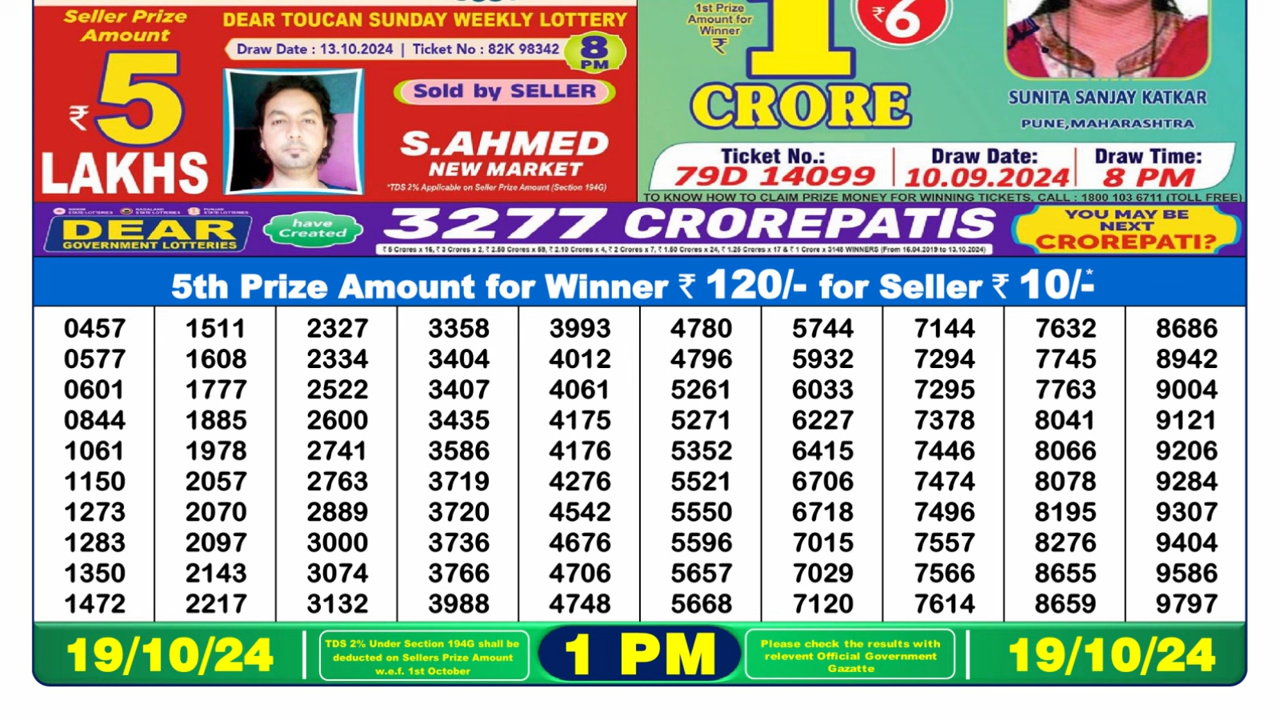 Seller Prize
Amount
₹ 5
LAKHS
DEAR TOUCAN SUNDAY WEEKLY LOTTERY
Draw Date : 13.10.2024 | Ticket No : 82K 98342
8
PM
Sold by SELLER
S.AHMED
NEW MARKET
*TDS 2% Applicable on Seller Prize Amount (Section 194G)
1st Prize
Amount for
Winner
₹
1
CRORE
₹6
SUNITA SANJAY KATKAR
PUNE,MAHARASHTRA
Ticket No.: Draw Date: Draw Time:
79D 14099 10.09.2024 8 PM
TO KNOW HOW TO CLAIM PRIZE MONEY FOR WINNING TICKETS, CALL : 1800 103 6711 (TOLL FREE)
DEAR
GOVERNMENT LOTTERIES
have
Created
3277 CROREPATIS
YOU MAY BE
NEXT
CROREPATI?
5th Prize Amount for Winner ₹ 120/- for Seller ₹ 10/-*
0457 1511 2327 3358 3993 4780 5744 7144 7632 8686
0577 1608 2334 3404 4012 4796 5932 7294 7745 8942
0601 1777 2522 3407 4061 5261 6033 7295 7763 9004
0844 1885 2600 3435 4175 5271 6227 7378 8041 9121
1061 1978 2741 3586 4176 5352 6415 7446 8066 9206
1150 2057 2763 3719 4276 5521 6706 7474 8078 9284
1273 2070 2889 3720 4542 5550 6718 7496 8195 9307
1283 2097 3000 3736 4676 5596 7015 7557 8276 9404
1350 2143 3074 3766 4706 5657 7029 7566 8655 9586
1472 2217 3132 3988 4748 5668 7120 7614 8659 9797
19/10/24
TDS 2% Under Section 194G shall be
deducted on Sellers Prize Amount
w.e.f. 1st October
1 PM
Please check the results with
relevent Official Government
Gazatte
19/10/24